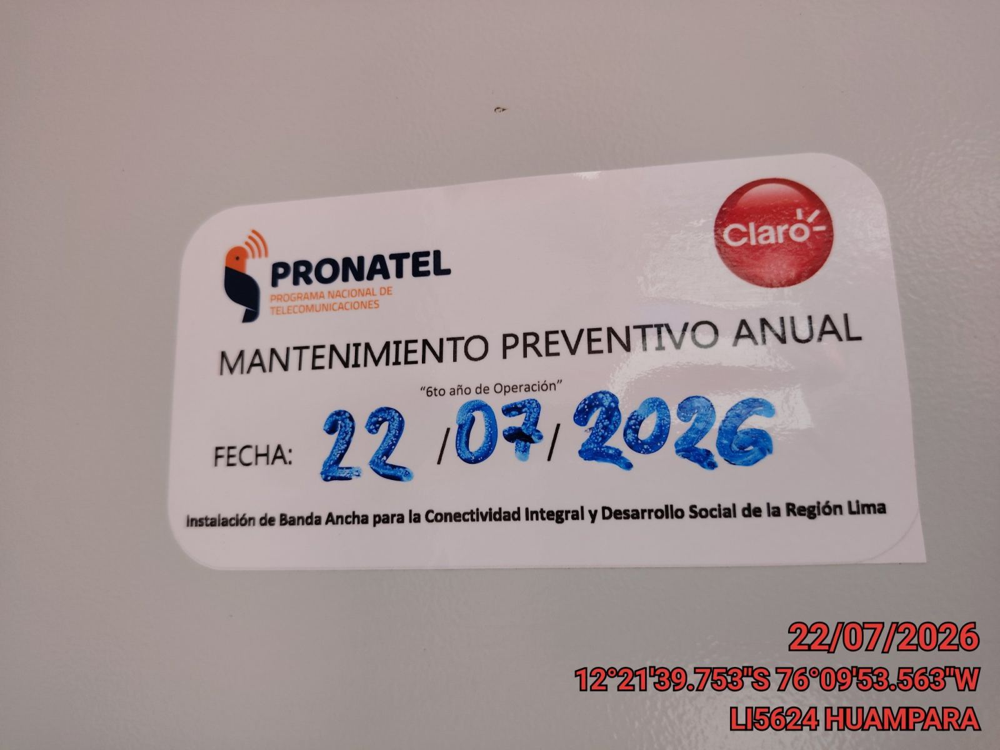 PRONATEL
PROGRAMA NACIONAL DE
TELECOMUNICACIONES
Claro
MANTENIMIENTO PREVENTIVO ANUAL
“6to año de Operación”
FECHA: 22 /07/ 2026
Instalación de Banda Ancha para la Conectividad Integral y Desarrollo Social de la Región Lima
22/07/2026
12°21'39.753"S 76°09'53.563"W
LI5624 HUAMPARA